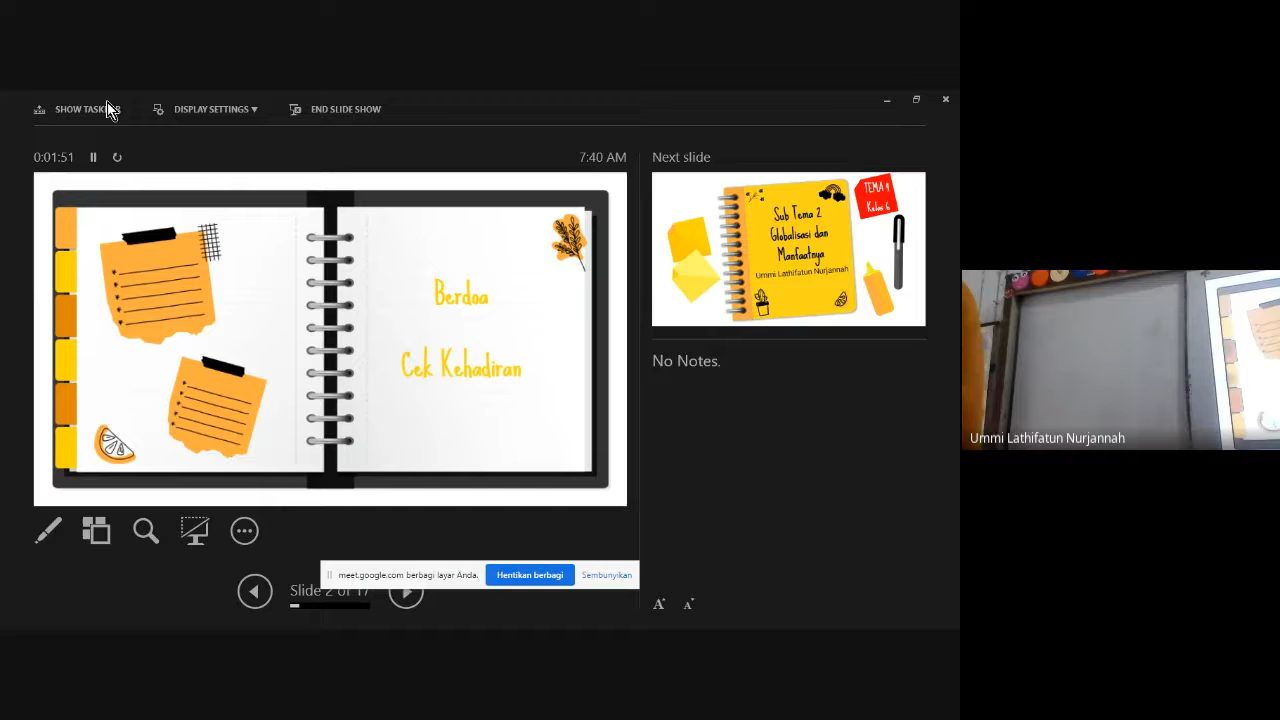 DISPLAY SETTINGS
END SLIDE SHOW
0:01:51
7:40 AM
Next slide
Berdoa
Cek Kehadiran
TEMA 4
Kelas 6
Sub Tema 2
Globalisasi dan
Manfaatnya
Ummi Lathifatun Nurjannah
No Notes.
Ummi Lathifatun Nurjannah
meet.google.com berbagi layar Anda.
Hentikan berbagi
Sembunyikan
Slide 2 of 17